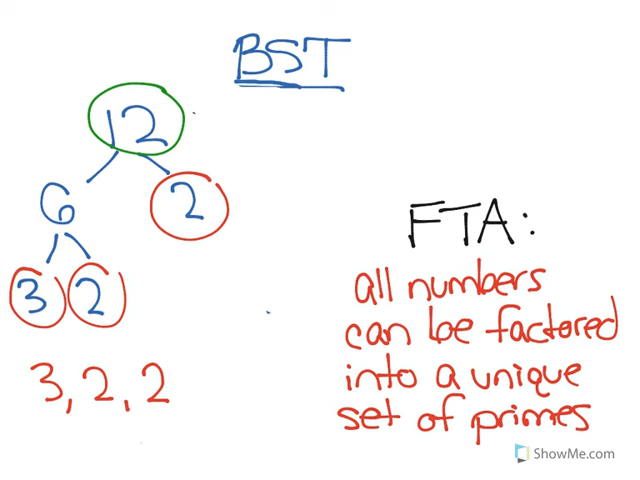 BST
12
6 2
3 2
3, 2, 2
FTA:
all numbers
can be factored
into a unique
set of primes
ShowMe.com